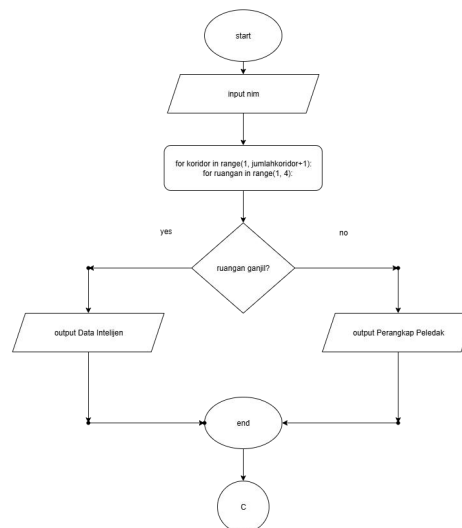 start
input nim
for koridor in range(1, jumlahkoridor+1):
for ruangan in range(1, 4):
yes
no
ruangan ganjil?
output Data Intelijen
output Perangkap Peledak
end
C